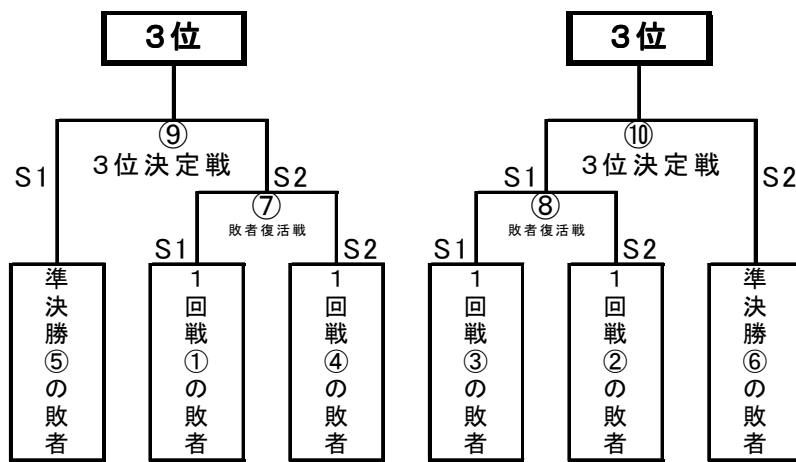 3位
3位
⑨
⑩
3位決定戦
3位決定戦
S1
S2
S1
S2
⑦
⑧
敗者復活戦
敗者復活戦
S1
S2
S1
S2
準決勝⑤の敗者
1回戦①の敗者
1回戦④の敗者
1回戦③の敗者
1回戦②の敗者
準決勝⑥の敗者